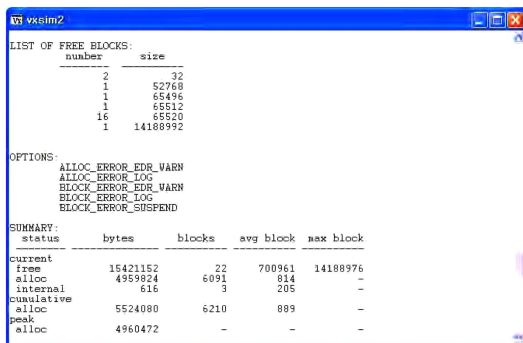 vxsim2
LIST OF FREE BLOCKS:
number size
2 32
1 52768
1 65496
1 65512
16 65520
1 14188992
OPTIONS:
ALLOC_ERROR_EDR_WARN
ALLOC_ERROR_LOG
BLOCK_ERROR_EDR_WARN
BLOCK_ERROR_LOG
BLOCK_ERROR_SUSPEND
SUMMARY:
status bytes blocks avg block max block
current
free 15421152 22 700961 14188976
alloc 4959824 6091 814 -
internal 616 3 205 -
cumulative
alloc 5524080 6210 889 -
peak
alloc 4960472 - - -